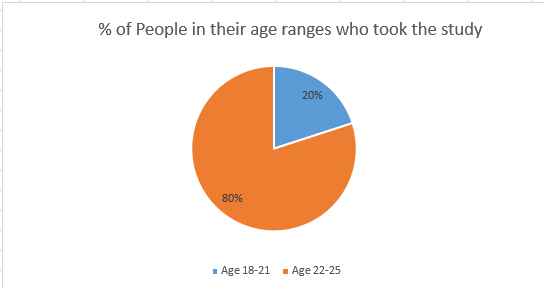 % of People in their age ranges who took the study
20%
80%
Age 18-21
Age 22-25